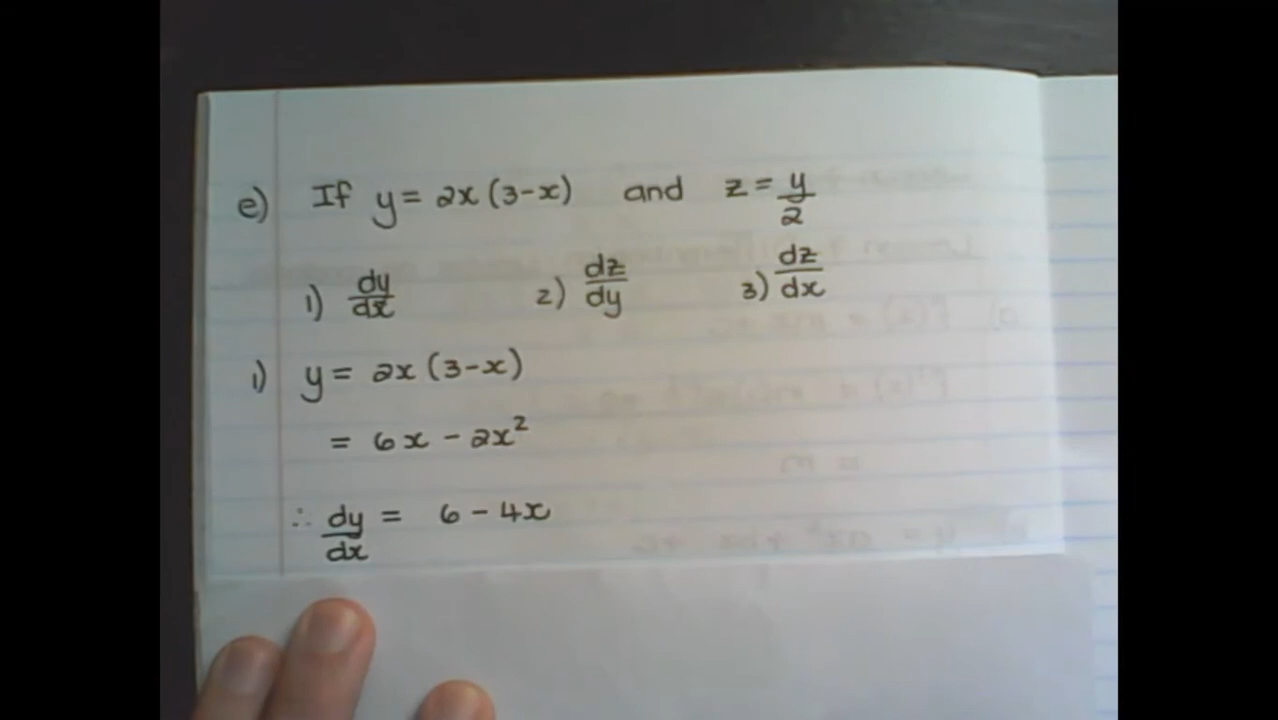 e) If y = 2x (3-x) and z = y/2
1) dy/dx 2) dz/dy 3) dz/dx
1) y = 2x (3-x)
= 6x - 2x²
∴ dy/dx = 6 - 4x